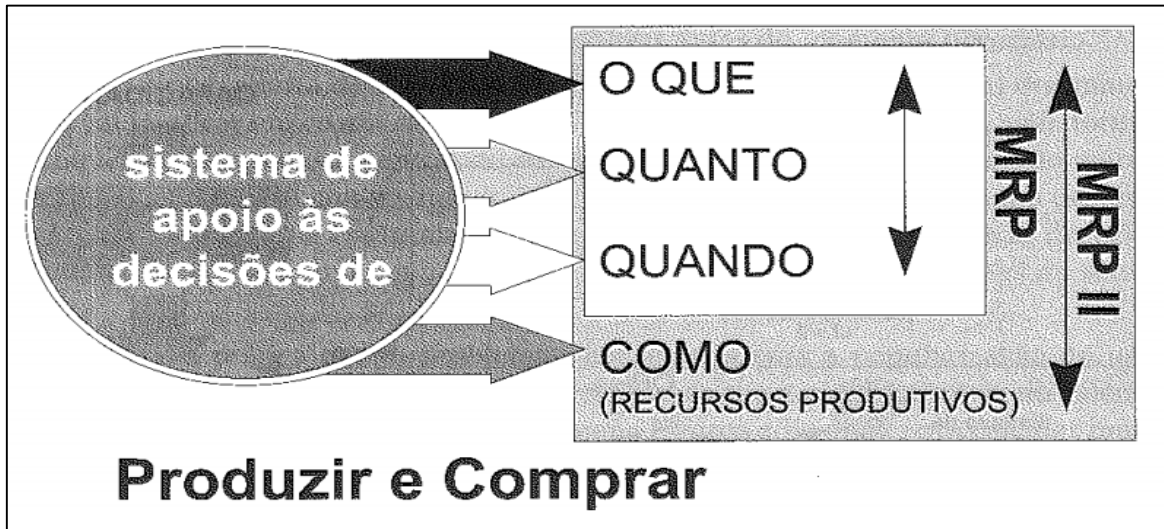 sistema de
apoio às
decisões de
O QUE
QUANTO
QUANDO
COMO
(RECURSOS PRODUTIVOS)
MRP
MRP II
Produzir e Comprar